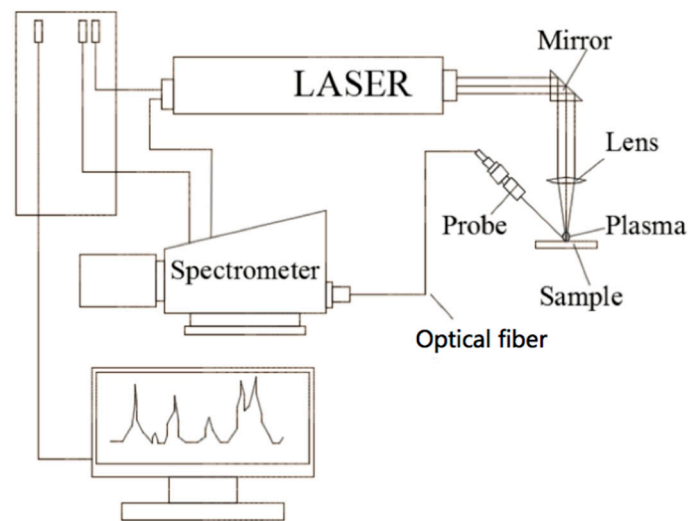 Mirror
LASER
Lens
Probe
Plasma
Spectrometer
Sample
Optical fiber